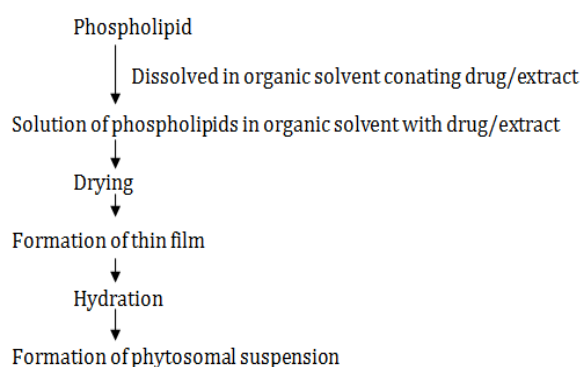 Phospholipid
Dissolved in organic solvent conating drug/extract
Solution of phospholipids in organic solvent with drug/extract
Drying
Formation of thin film
Hydration
Formation of phytosomal suspension